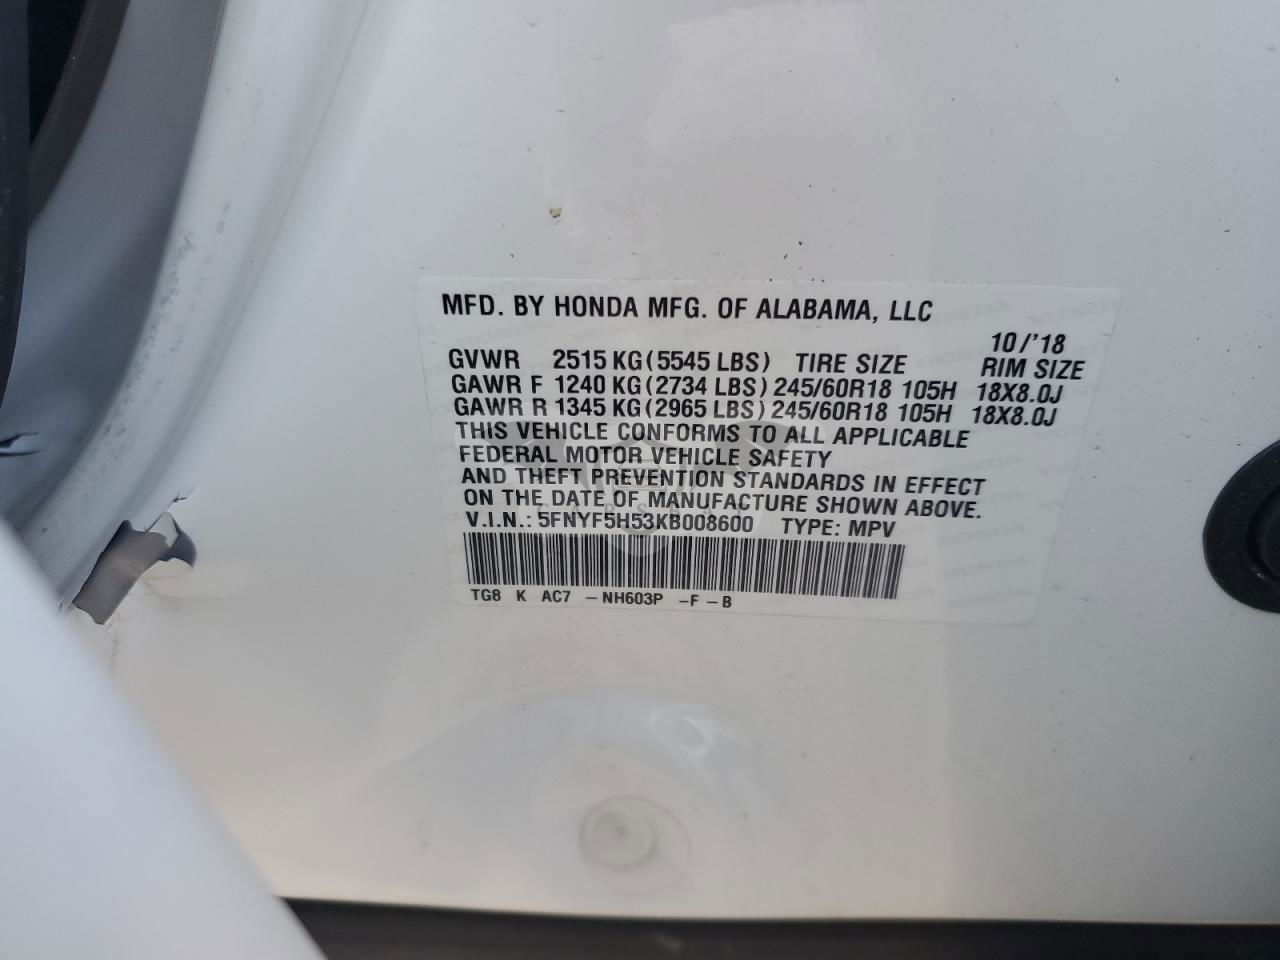 MFD. BY HONDA MFG. OF ALABAMA, LLC
10/'18
GVWR 2515 KG (5545 LBS) TIRE SIZE RIM SIZE
GAWR F 1240 KG (2734 LBS) 245/60R18 105H 18X8.0J
GAWR R 1345 KG (2965 LBS) 245/60R18 105H 18X8.0J
THIS VEHICLE CONFORMS TO ALL APPLICABLE
FEDERAL MOTOR VEHICLE SAFETY
AND THEFT PREVENTION STANDARDS IN EFFECT
ON THE DATE OF MANUFACTURE SHOWN ABOVE.
V.I.N.: 5FNYF5H53KB008600 TYPE: MPV
TG8 K AC7 -NH603P -F-B